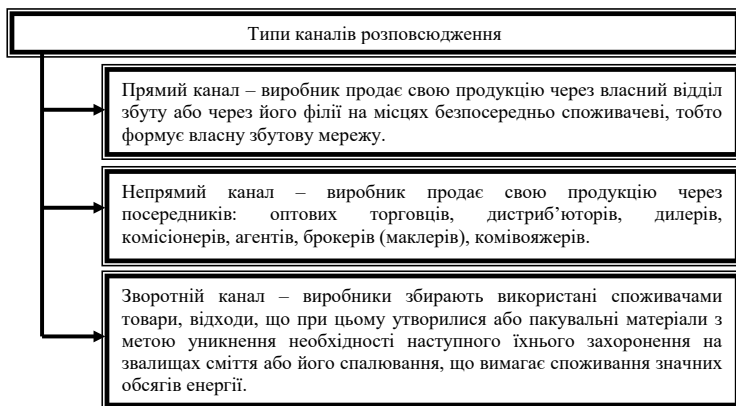 Типи каналів розповсюдження
Прямий канал – виробник продає свою продукцію через власний відділ
збуту або через його філії на місцях безпосередньо споживачеві, тобто
формує власну збутову мережу.
Непрямий канал – виробник продає свою продукцію через
посередників: оптових торговців, дистриб’юторів, дилерів,
комісіонерів, агентів, брокерів (маклерів), комівояжерів.
Зворотній канал – виробники збирають використані споживачами
товари, відходи, що при цьому утворилися або пакувальні матеріали з
метою уникнення необхідності наступного їхнього захоронення на
звалищах сміття або його спалювання, що вимагає споживання значних
обсягів енергії.